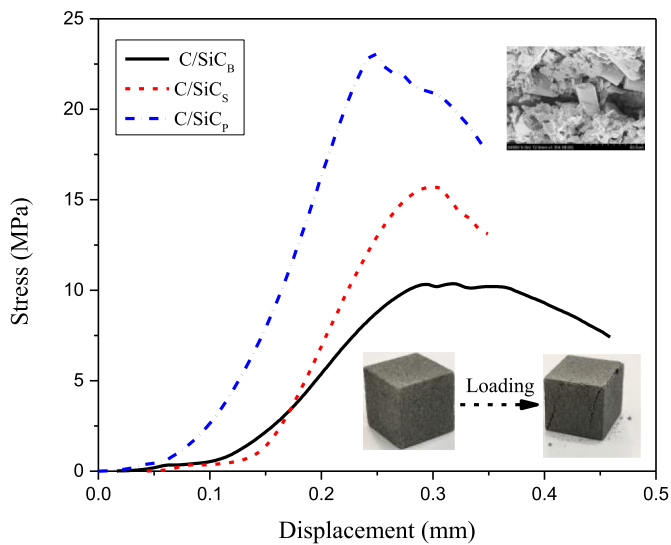 C/SiC_B
C/SiC_S
C/SiC_P
25
20
15
10
5
0
Stress (MPa)
Loading
0.0 0.1 0.2 0.3 0.4 0.5
Displacement (mm)